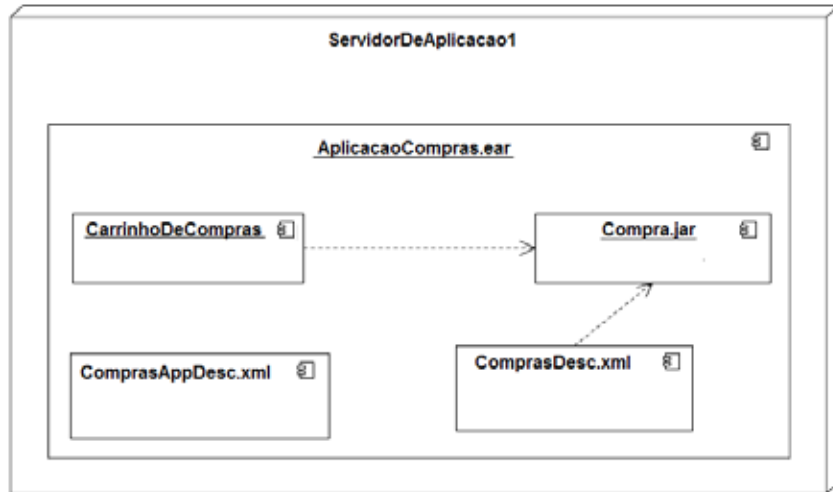 ServidorDeAplicacao1
AplicacaoCompras.ear
CarrinhoDeCompras
Compra.jar
ComprasAppDesc.xml
ComprasDesc.xml